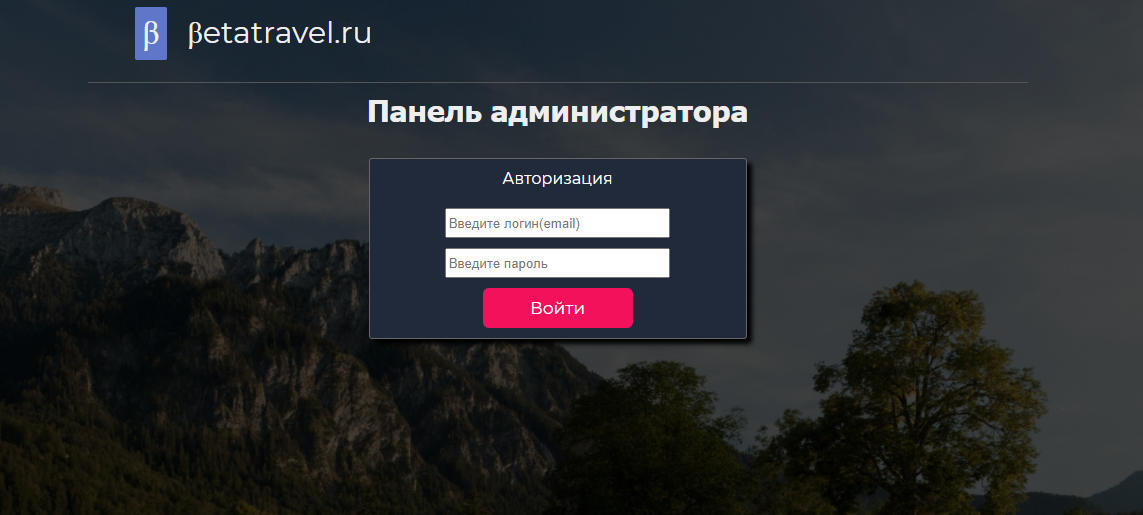 β βetatravel.ru
Панель администратора
Авторизация
Введите логин(email)
Введите пароль
Войти